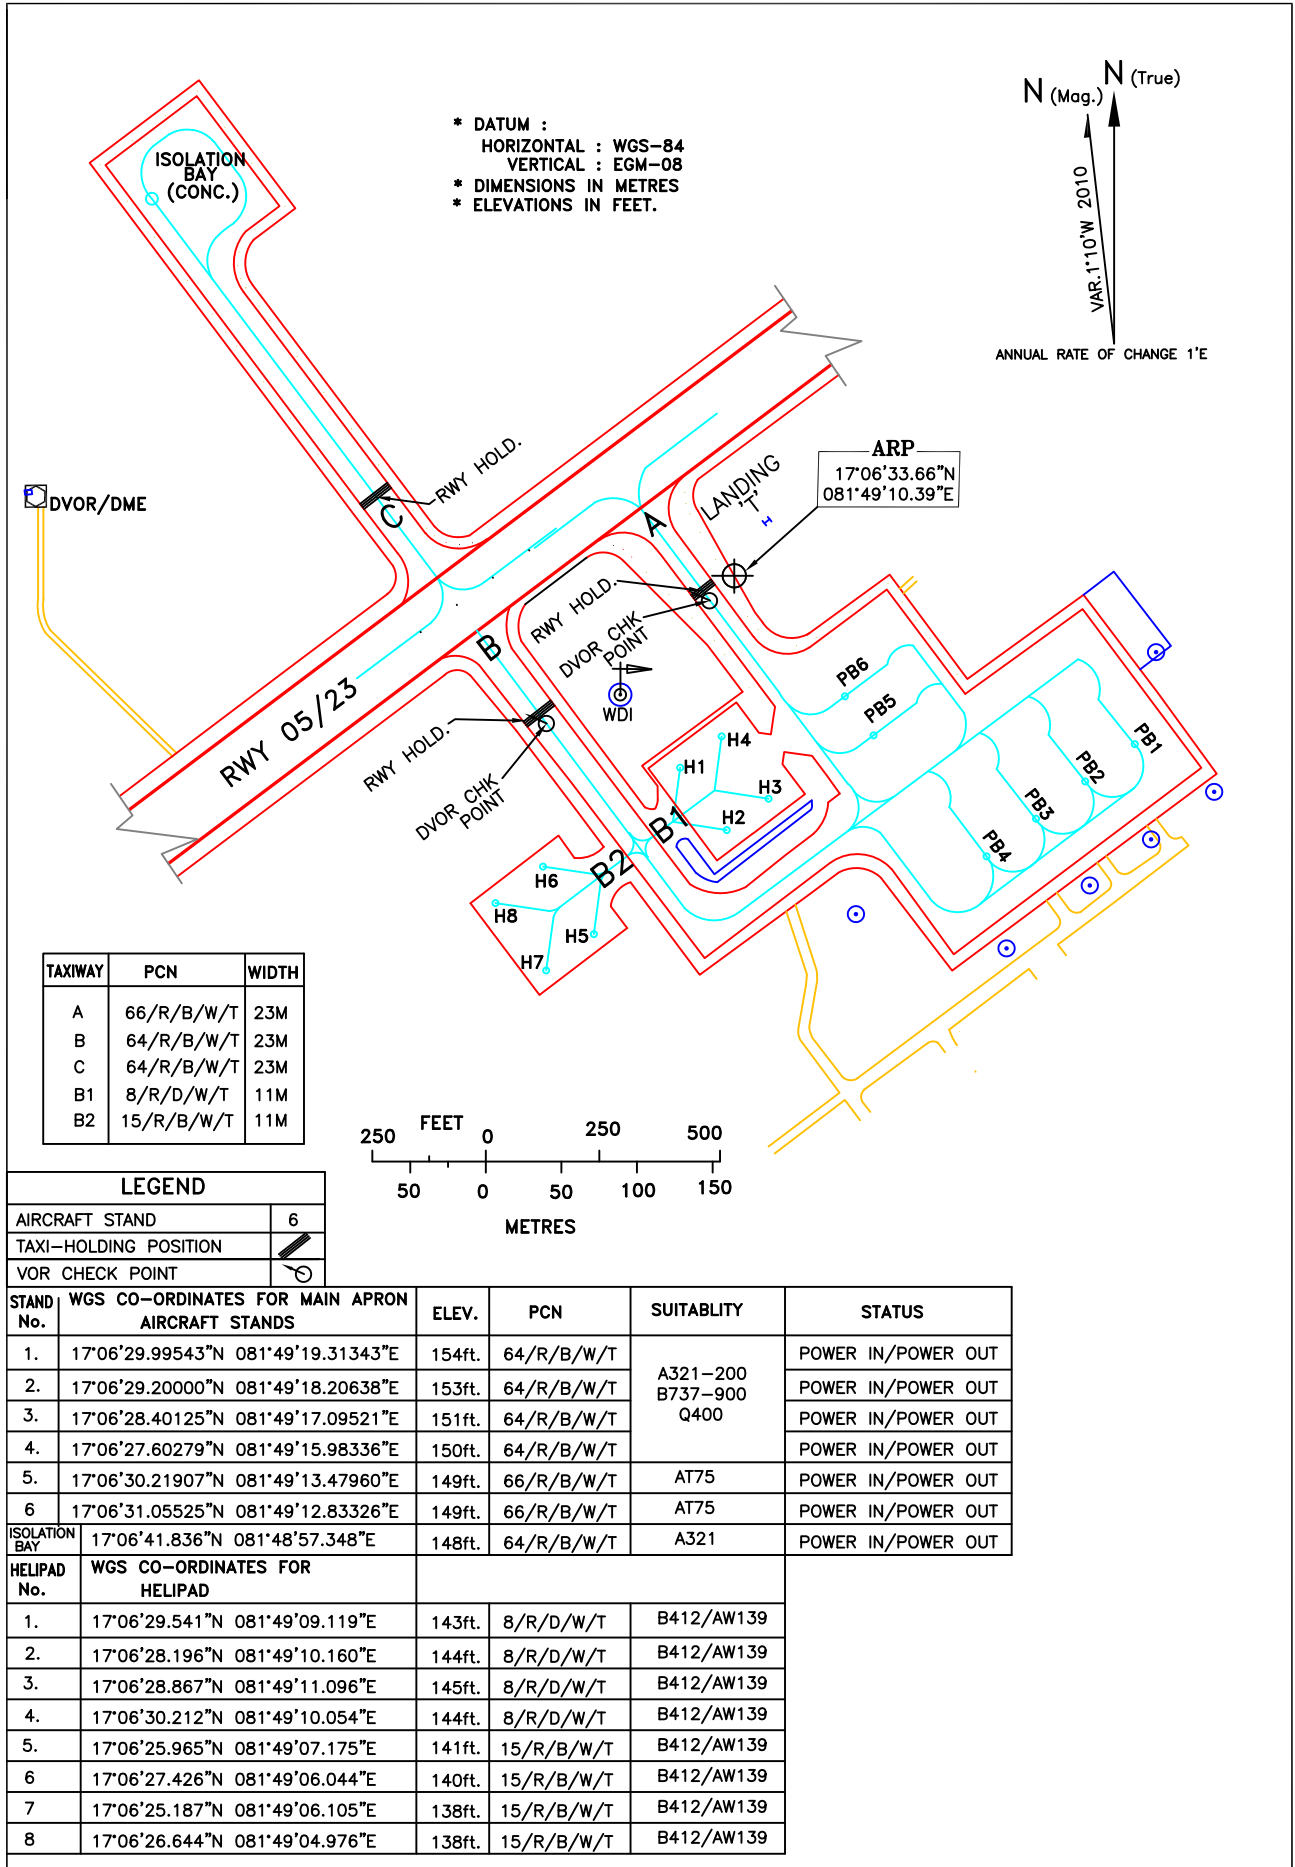 N (Mag.)
N (True)
VAR.1°10'W 2010
ANNUAL RATE OF CHANGE 1'E
* DATUM :
HORIZONTAL : WGS-84
VERTICAL : EGM-08
* DIMENSIONS IN METRES
* ELEVATIONS IN FEET.
ISOLATION
BAY
(CONC.)
RWY HOLD.
C
DVOR/DME
ARP
17°06'33.66"N
081°49'10.39"E
LANDING
'T'
A
RWY HOLD.
DVOR CHK
POINT
B
WDI
RWY 05/23
RWY HOLD.
DVOR CHK
POINT
PB6
PB5
PB1
PB2
PB3
PB4
H4
H1
H3
H2
B1
B2
H6
H8
H5
H7
TAXIWAY PCN WIDTH
A 66/R/B/W/T 23M
B 64/R/B/W/T 23M
C 64/R/B/W/T 23M
B1 8/R/D/W/T 11M
B2 15/R/B/W/T 11M
FEET
250 0 250 500
50 0 50 100 150
METRES
LEGEND
AIRCRAFT STAND 6
TAXI-HOLDING POSITION
VOR CHECK POINT
STAND No. WGS CO-ORDINATES FOR MAIN APRON AIRCRAFT STANDS ELEV. PCN SUITABLITY STATUS
1. 17°06'29.99543"N 081°49'19.31343"E 154ft. 64/R/B/W/T POWER IN/POWER OUT
A321-200
B737-900
Q400
2. 17°06'29.20000"N 081°49'18.20638"E 153ft. 64/R/B/W/T POWER IN/POWER OUT
3. 17°06'28.40125"N 081°49'17.09521"E 151ft. 64/R/B/W/T POWER IN/POWER OUT
4. 17°06'27.60279"N 081°49'15.98336"E 150ft. 64/R/B/W/T POWER IN/POWER OUT
5. 17°06'30.21907"N 081°49'13.47960"E 149ft. 66/R/B/W/T AT75 POWER IN/POWER OUT
6 17°06'31.05525"N 081°49'12.83326"E 149ft. 66/R/B/W/T AT75 POWER IN/POWER OUT
ISOLATION BAY 17°06'41.836"N 081°48'57.348"E 148ft. 64/R/B/W/T A321 POWER IN/POWER OUT
HELIPAD No. WGS CO-ORDINATES FOR HELIPAD
1. 17°06'29.541"N 081°49'09.119"E 143ft. 8/R/D/W/T B412/AW139
2. 17°06'28.196"N 081°49'10.160"E 144ft. 8/R/D/W/T B412/AW139
3. 17°06'28.867"N 081°49'11.096"E 145ft. 8/R/D/W/T B412/AW139
4. 17°06'30.212"N 081°49'10.054"E 144ft. 8/R/D/W/T B412/AW139
5. 17°06'25.965"N 081°49'07.175"E 141ft. 15/R/B/W/T B412/AW139
6 17°06'27.426"N 081°49'06.044"E 140ft. 15/R/B/W/T B412/AW139
7 17°06'25.187"N 081°49'06.105"E 138ft. 15/R/B/W/T B412/AW139
8 17°06'26.644"N 081°49'04.976"E 138ft. 15/R/B/W/T B412/AW139